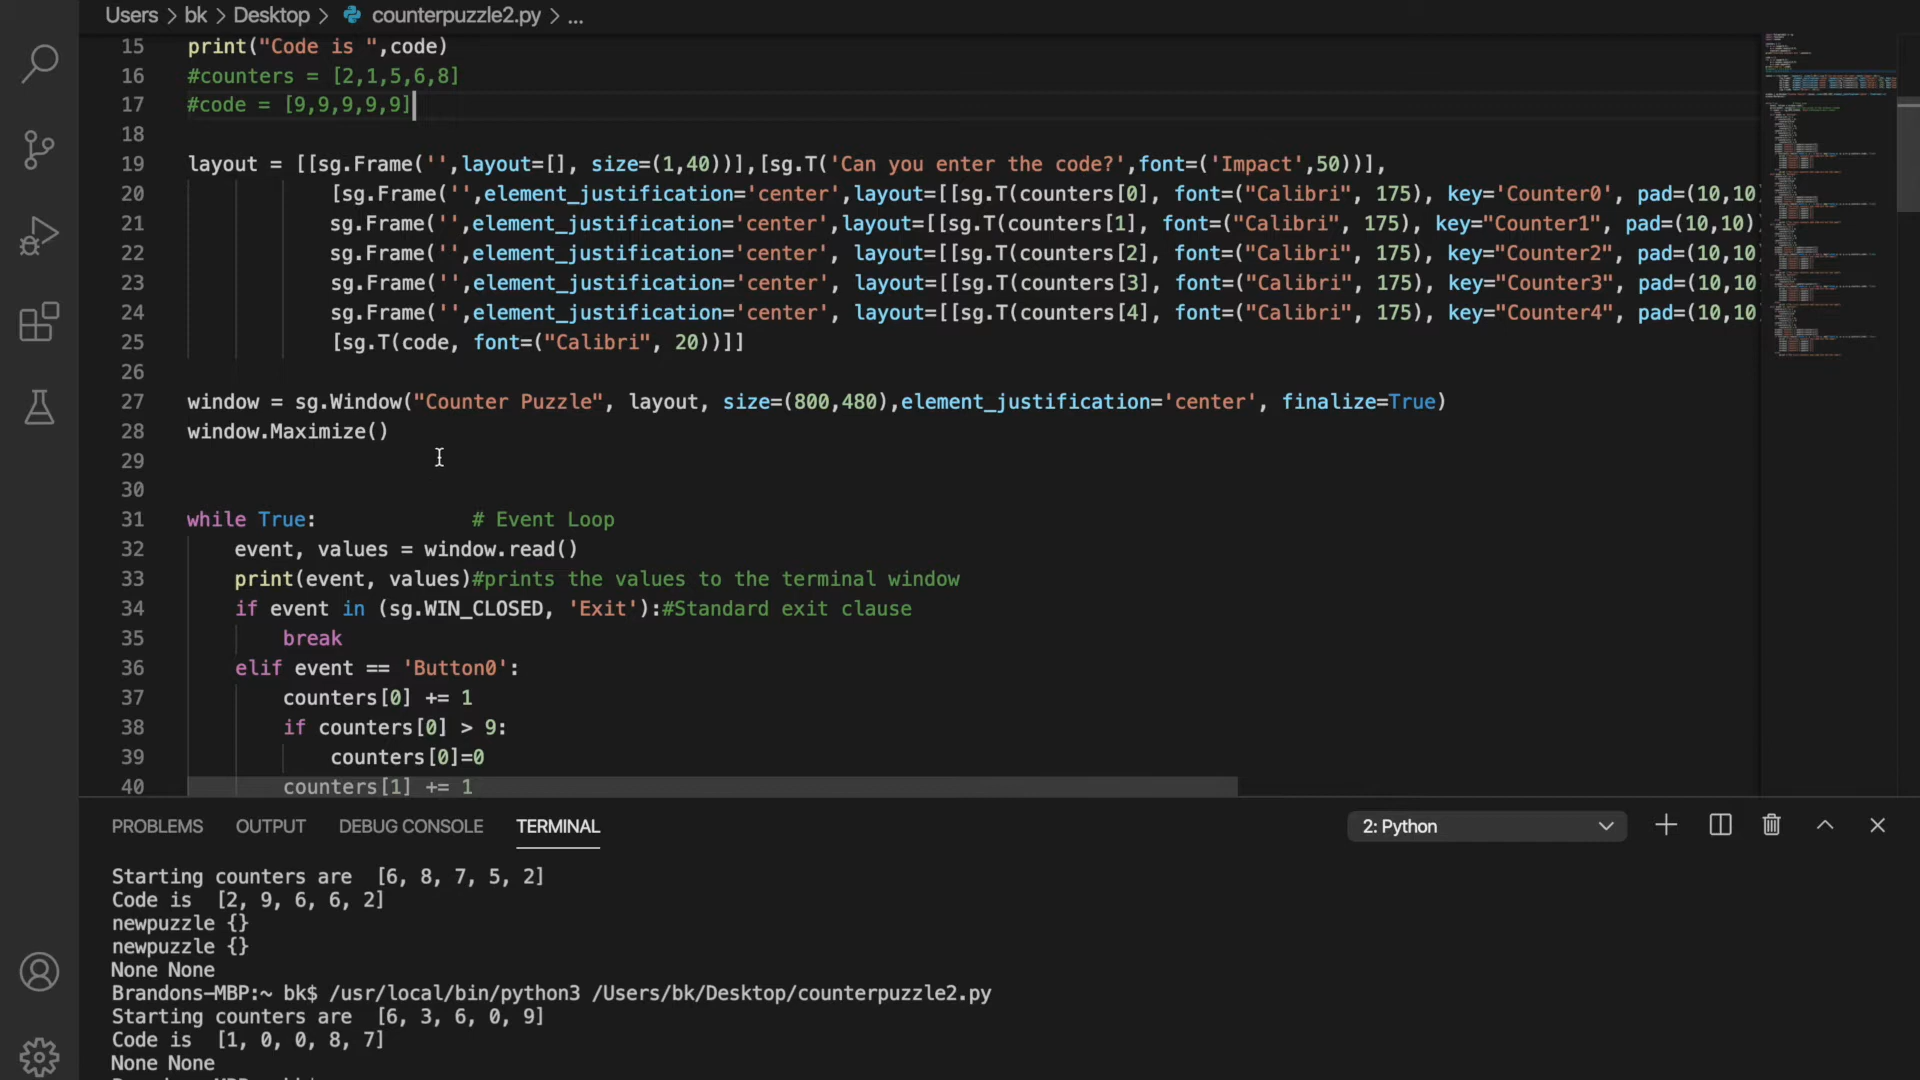 Users > bk > Desktop > counterpuzzle2.py > ...
15 print("Code is ",code)
16 #counters = [2,1,5,6,8]
17 #code = [9,9,9,9,9]
18
19 layout = [[sg.Frame('',layout=[], size=(1,40))],[sg.T('Can you enter the code?',font=('Impact',50))],
20 [sg.Frame('',element_justification='center',layout=[[sg.T(counters[0], font=("Calibri", 175), key='Counter0', pad=(10,10)
21 sg.Frame('',element_justification='center',layout=[[sg.T(counters[1], font=("Calibri", 175), key="Counter1", pad=(10,10)
22 sg.Frame('',element_justification='center', layout=[[sg.T(counters[2], font=("Calibri", 175), key="Counter2", pad=(10,10
23 sg.Frame('',element_justification='center', layout=[[sg.T(counters[3], font=("Calibri", 175), key="Counter3", pad=(10,10
24 sg.Frame('',element_justification='center', layout=[[sg.T(counters[4], font=("Calibri", 175), key="Counter4", pad=(10,10
25 [sg.T(code, font=("Calibri", 20))]]
26
27 window = sg.Window("Counter Puzzle", layout, size=(800,480),element_justification='center', finalize=True)
28 window.Maximize()
29
30
31 while True: # Event Loop
32 event, values = window.read()
33 print(event, values)#prints the values to the terminal window
34 if event in (sg.WIN_CLOSED, 'Exit'):#Standard exit clause
35 break
36 elif event == 'Button0':
37 counters[0] += 1
38 if counters[0] > 9:
39 counters[0]=0
40 counters[1] += 1
PROBLEMS OUTPUT DEBUG CONSOLE TERMINAL 2: Python
Starting counters are  [6, 8, 7, 5, 2]
Code is  [2, 9, 6, 6, 2]
newpuzzle {}
newpuzzle {}
None None
Brandons-MBP:~ bk$ /usr/local/bin/python3 /Users/bk/Desktop/counterpuzzle2.py
Starting counters are  [6, 3, 6, 0, 9]
Code is  [1, 0, 0, 8, 7]
None None